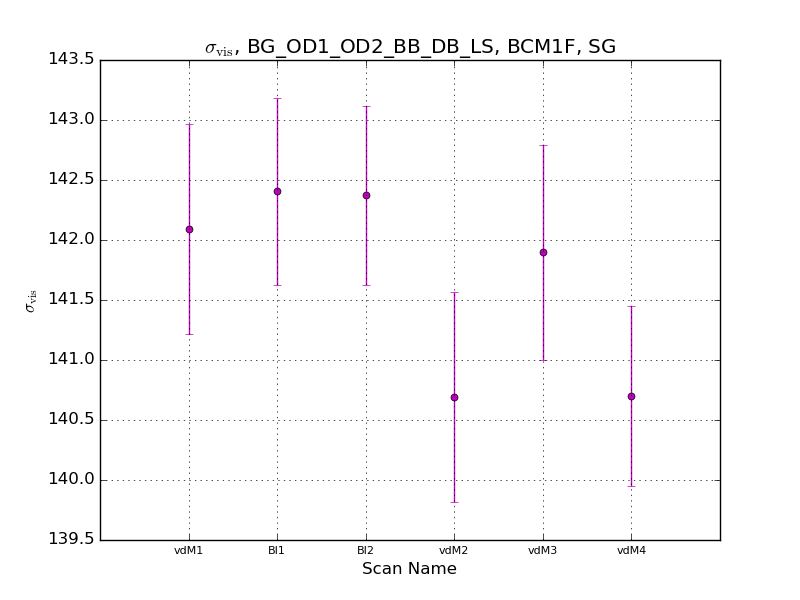 σvis, BG_OD1_OD2_BB_DB_LS, BCM1F, SG
143.5
143.0
142.5
142.0
141.5
141.0
140.5
140.0
139.5
σvis
vdM1 BI1 BI2 vdM2 vdM3 vdM4
Scan Name